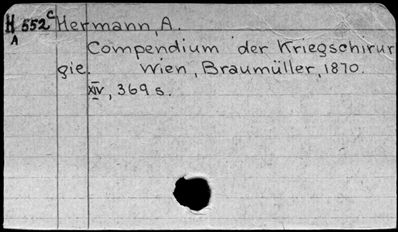 H 552c Hermann, A.
A
Compendium der Kriegschirur
gie. Wien, Braumüller, 1870.
XIV, 369 s.